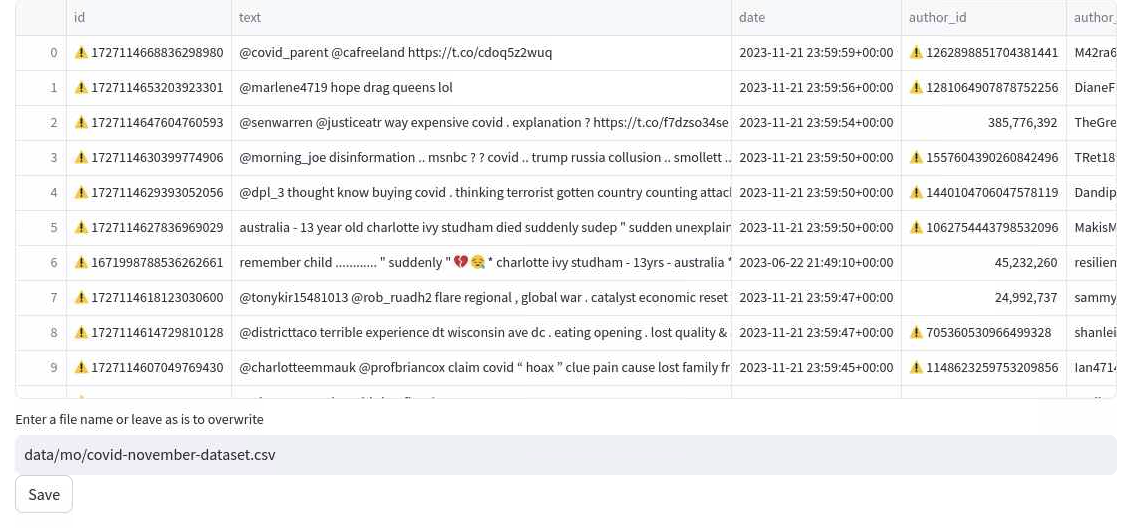 id text date author_id author_
0 ⚠️ 1727114668836298980 @covid_parent @cafreeland https://t.co/cdoq5z2wuq 2023-11-21 23:59:59+00:00 ⚠️ 1262898851704381441 M42ra6
1 ⚠️ 1727114653203923301 @marlene4719 hope drag queens lol 2023-11-21 23:59:56+00:00 ⚠️ 1281064907878752256 DianeF
2 ⚠️ 1727114647604760593 @senwarren @justiceatr way expensive covid . explanation ? https://t.co/f7dzso34se 2023-11-21 23:59:54+00:00 385,776,392 TheGre
3 ⚠️ 1727114630399774906 @morning_joe disinformation .. msnbc ? ? covid .. trump russia collusion .. smollett .. 2023-11-21 23:59:50+00:00 ⚠️ 1557604390260842496 TRet18
4 ⚠️ 1727114629393052056 @dpl_3 thought know buying covid . thinking terrorist gotten country counting attac 2023-11-21 23:59:50+00:00 ⚠️ 1440104706047578119 Dandip
5 ⚠️ 1727114627836969029 australia - 13 year old charlotte ivy studham died suddenly sudep " sudden unexplain 2023-11-21 23:59:50+00:00 ⚠️ 1062754443798532096 MakisM
6 ⚠️ 1671998788536262661 remember child ............ " suddenly " 💔😪 * charlotte ivy studham - 13yrs - australia * 2023-06-22 21:49:10+00:00 45,232,260 resilien
7 ⚠️ 1727114618123030600 @tonykir15481013 @rob_ruadh2 flare regional , global war . catalyst economic reset 2023-11-21 23:59:47+00:00 24,992,737 sammy
8 ⚠️ 1727114614729810128 @districttaco terrible experience dt wisconsin ave dc . eating opening . lost quality & 2023-11-21 23:59:47+00:00 ⚠️ 705360530966499328 shanlei
9 ⚠️ 1727114607049769430 @charlotteemmauk @profbriancox claim covid “ hoax ” clue pain cause lost family fr 2023-11-21 23:59:45+00:00 ⚠️ 1148623259753209856 Ian471
Enter a file name or leave as is to overwrite
data/mo/covid-november-dataset.csv
Save